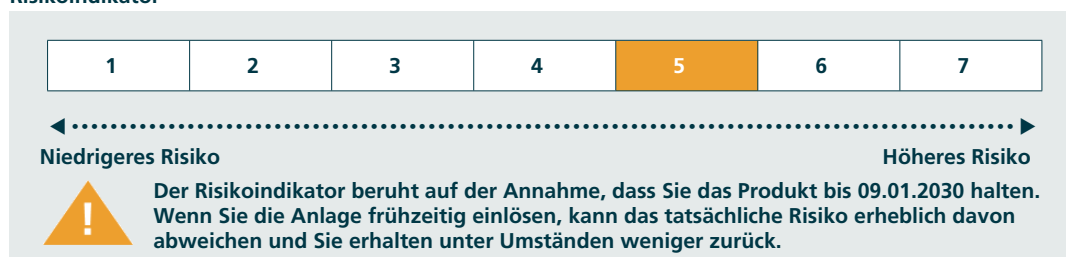 Risikoindikator
1 2 3 4 5 6 7
Niedrigeres Risiko Höheres Risiko
Der Risikoindikator beruht auf der Annahme, dass Sie das Produkt bis 09.01.2030 halten.
! Wenn Sie die Anlage frühzeitig einlösen, kann das tatsächliche Risiko erheblich davon
abweichen und Sie erhalten unter Umständen weniger zurück.